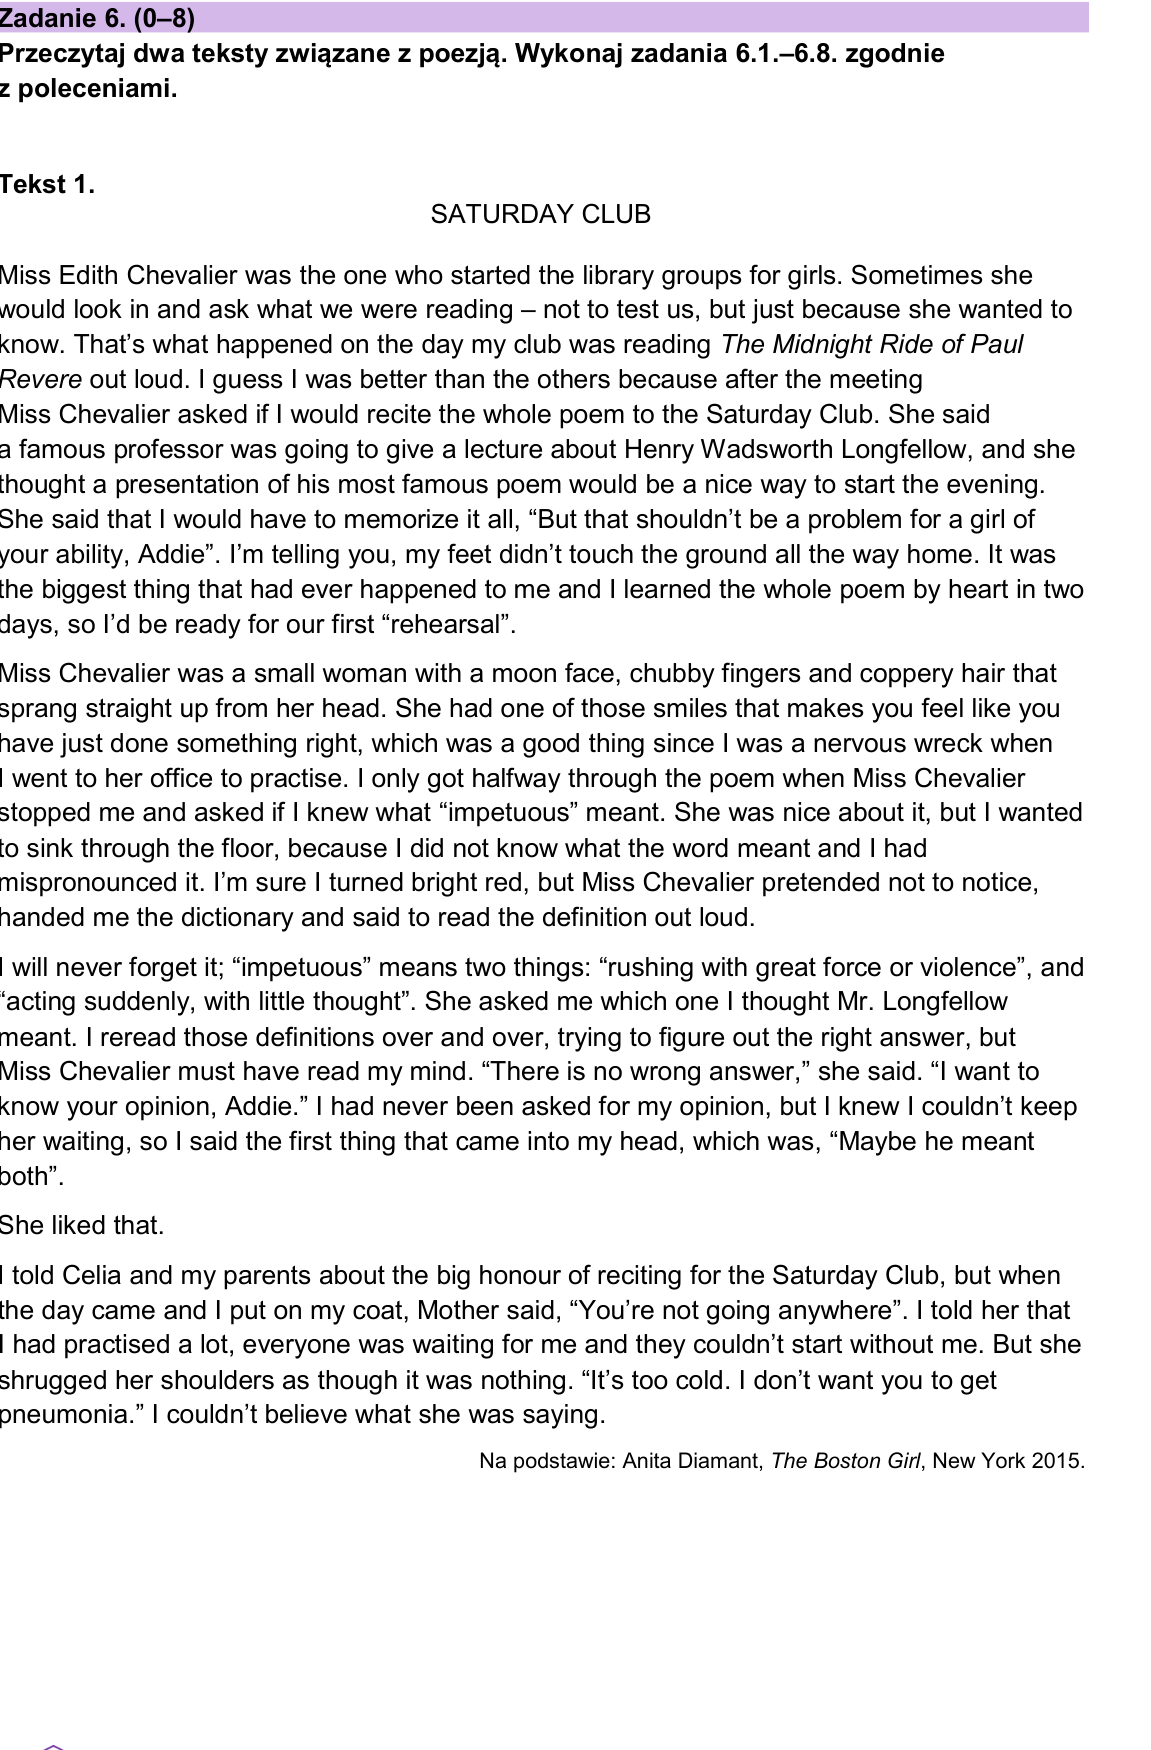 Zadanie 6. (0–8)
Przeczytaj dwa teksty związane z poezją. Wykonaj zadania 6.1.–6.8. zgodnie
z poleceniami.
Tekst 1.
SATURDAY CLUB
Miss Edith Chevalier was the one who started the library groups for girls. Sometimes she
would look in and ask what we were reading – not to test us, but just because she wanted to
know. That’s what happened on the day my club was reading The Midnight Ride of Paul
Revere out loud. I guess I was better than the others because after the meeting
Miss Chevalier asked if I would recite the whole poem to the Saturday Club. She said
a famous professor was going to give a lecture about Henry Wadsworth Longfellow, and she
thought a presentation of his most famous poem would be a nice way to start the evening.
She said that I would have to memorize it all, “But that shouldn’t be a problem for a girl of
your ability, Addie”. I’m telling you, my feet didn’t touch the ground all the way home. It was
the biggest thing that had ever happened to me and I learned the whole poem by heart in two
days, so I’d be ready for our first “rehearsal”.
Miss Chevalier was a small woman with a moon face, chubby fingers and coppery hair that
sprang straight up from her head. She had one of those smiles that makes you feel like you
have just done something right, which was a good thing since I was a nervous wreck when
I went to her office to practise. I only got halfway through the poem when Miss Chevalier
stopped me and asked if I knew what “impetuous” meant. She was nice about it, but I wanted
to sink through the floor, because I did not know what the word meant and I had
mispronounced it. I’m sure I turned bright red, but Miss Chevalier pretended not to notice,
handed me the dictionary and said to read the definition out loud.
I will never forget it; “impetuous” means two things: “rushing with great force or violence”, and
“acting suddenly, with little thought”. She asked me which one I thought Mr. Longfellow
meant. I reread those definitions over and over, trying to figure out the right answer, but
Miss Chevalier must have read my mind. “There is no wrong answer,” she said. “I want to
know your opinion, Addie.” I had never been asked for my opinion, but I knew I couldn’t keep
her waiting, so I said the first thing that came into my head, which was, “Maybe he meant
both”.
She liked that.
I told Celia and my parents about the big honour of reciting for the Saturday Club, but when
the day came and I put on my coat, Mother said, “You’re not going anywhere”. I told her that
I had practised a lot, everyone was waiting for me and they couldn’t start without me. But she
shrugged her shoulders as though it was nothing. “It’s too cold. I don’t want you to get
pneumonia.” I couldn’t believe what she was saying.
Na podstawie: Anita Diamant, The Boston Girl, New York 2015.